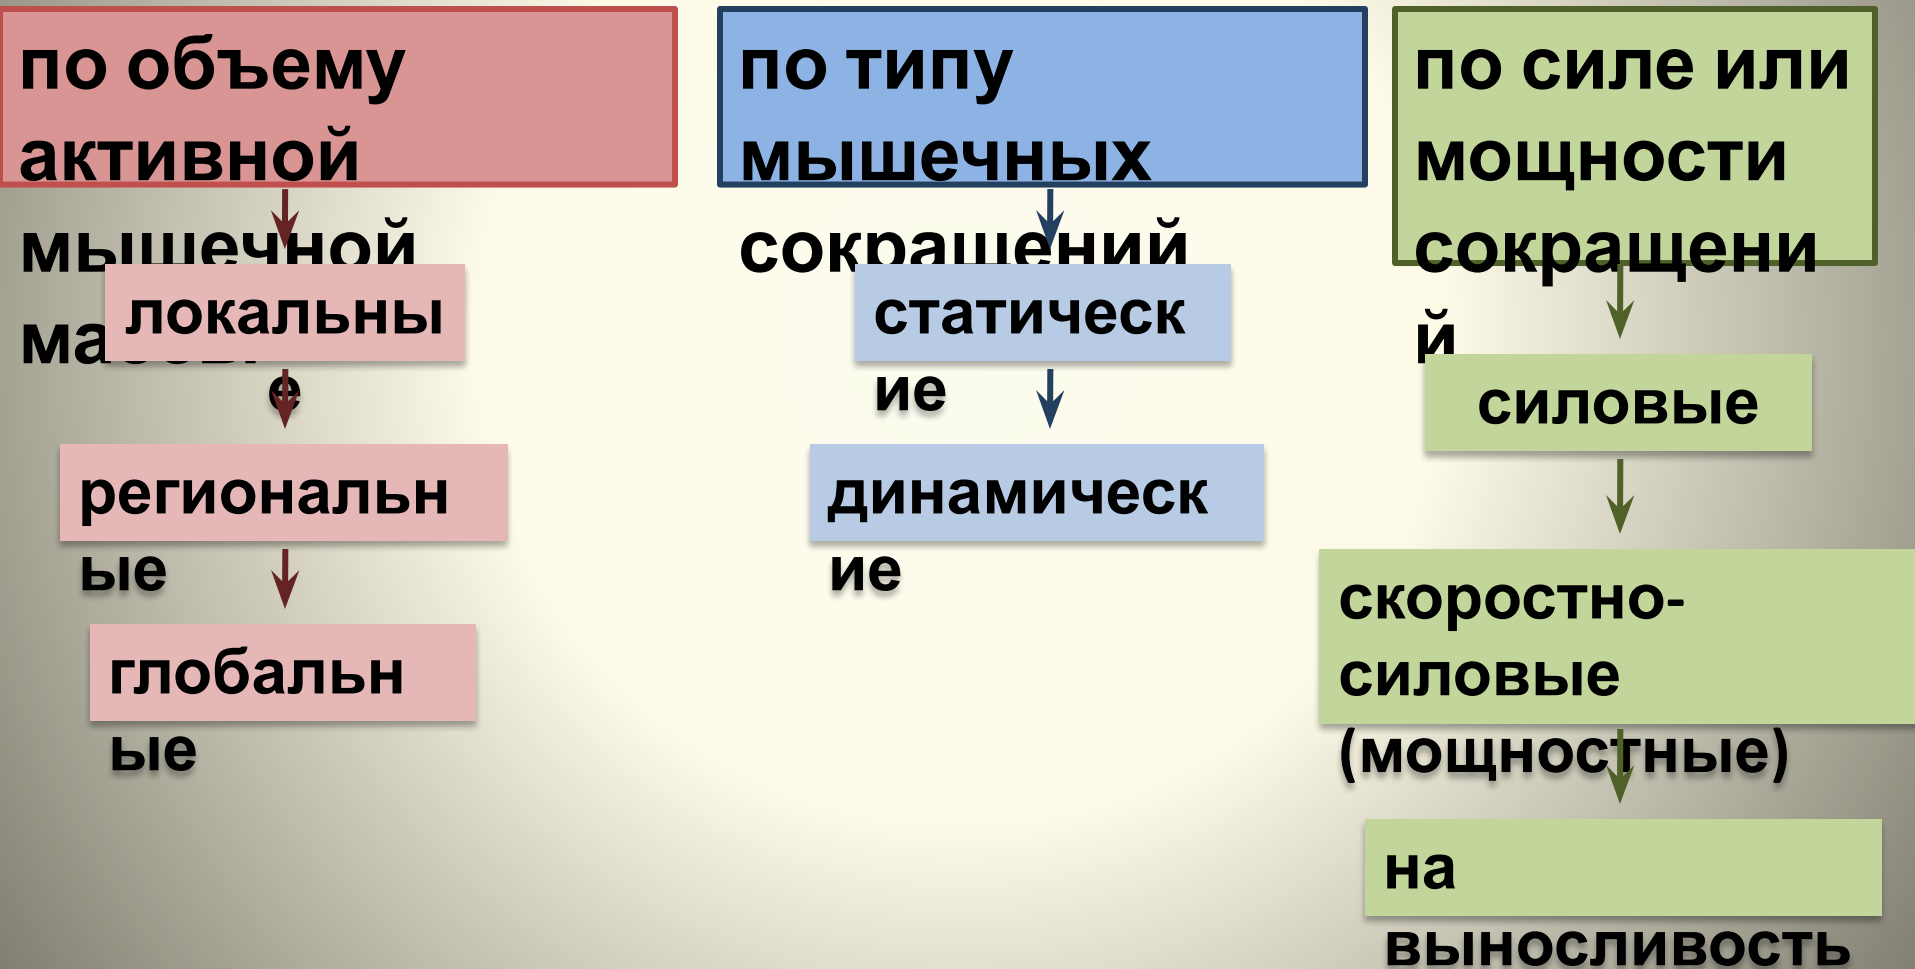 по объему
активной
мышечной
массы
локальны
е
региональн
ые
глобальн
ые
по типу
мышечных
сокращений
статическ
ие
динамическ
ие
по силе или
мощности
сокращени
й
силовые
скоростно-
силовые
(мощностные)
на
выносливость